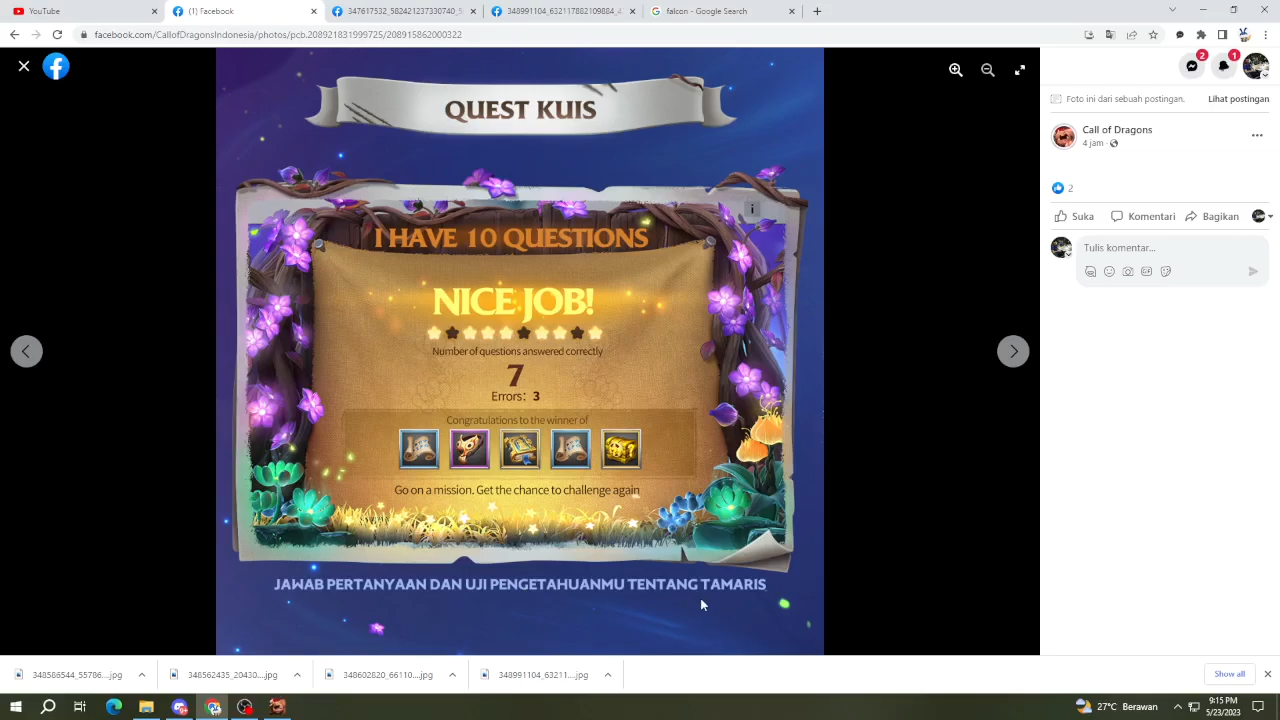 YouTube
(1) Facebook
347617532_582421237330740_5
348991104_632117882109884_4
falcon - Google Search
facebook.com/CallofDragonsIndonesia/photos/pcb.208921831999725/208915862000322
QUEST KUIS
I HAVE 10 QUESTIONS
NICE JOB!
Number of questions answered correctly
7
Errors: 3
Congratulations to the winner of
Go on a mission. Get the chance to challenge again
JAWAB PERTANYAAN DAN UJI PENGETAHUANMU TENTANG TAMARIS
2
1
Foto ini dari sebuah postingan.
Lihat postingan
Call of Dragons
4 jam
2
Suka
Komentari
Bagikan
Tulis komentar...
GIF
348586544_55786....jpg
348562435_20430....jpg
348602820_66110....jpg
348991104_63211....jpg
Show all
27°C Berawan
9:15 PM
5/23/2023